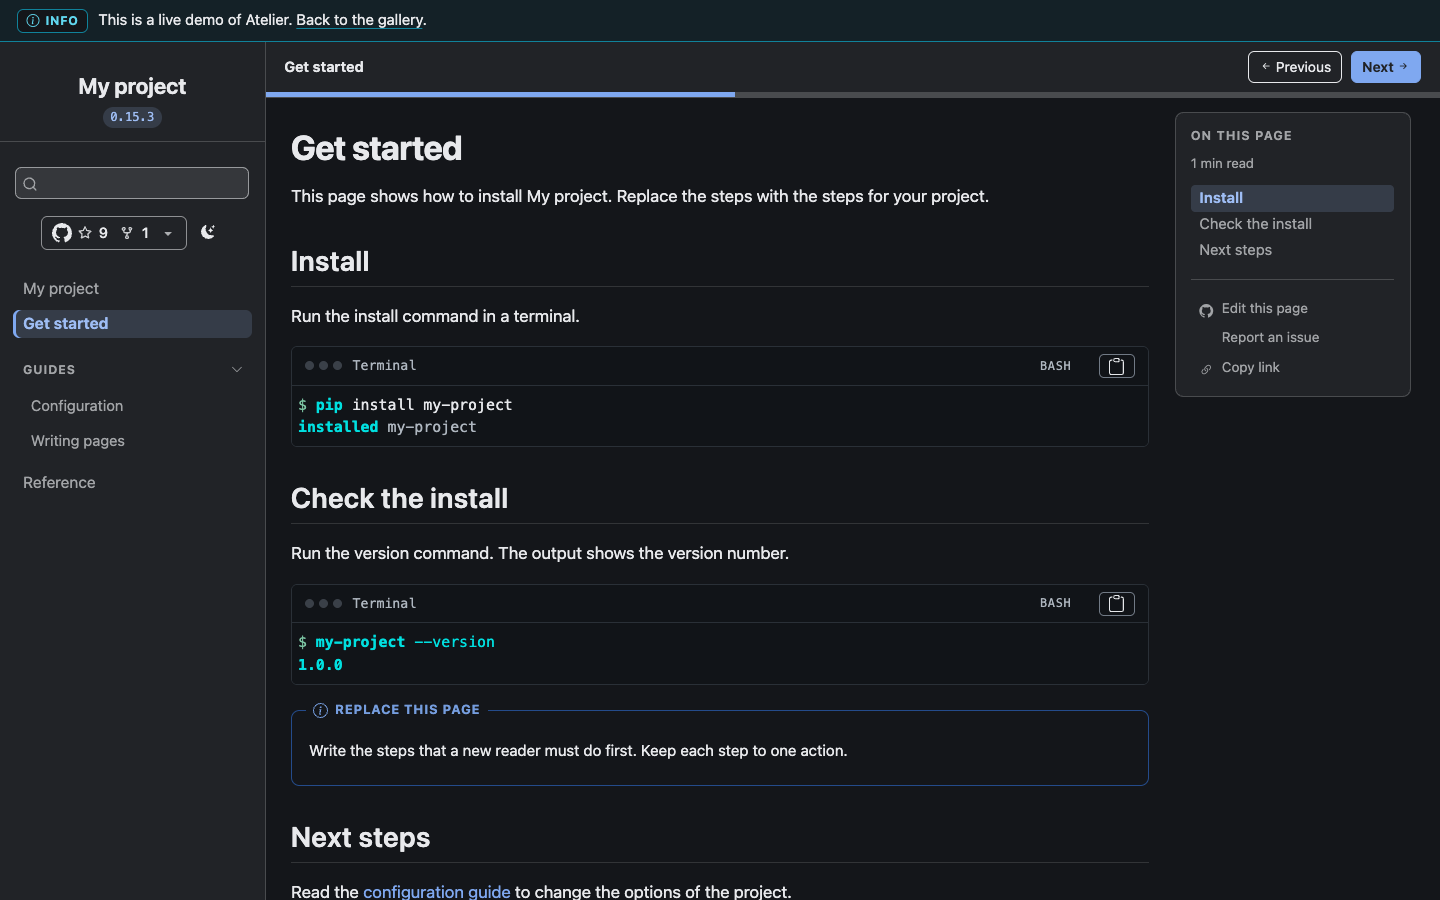 INFO This is a live demo of Atelier. Back to the gallery.
My project
0.15.3
9 1
My project
Get started
GUIDES
Configuration
Writing pages
Reference
Get started
← Previous
Next →
Get started
This page shows how to install My project. Replace the steps with the steps for your project.
Install
Run the install command in a terminal.
Terminal BASH
$ pip install my-project
installed my-project
Check the install
Run the version command. The output shows the version number.
Terminal BASH
$ my-project --version
1.0.0
REPLACE THIS PAGE
Write the steps that a new reader must do first. Keep each step to one action.
Next steps
Read the configuration guide to change the options of the project.
ON THIS PAGE
1 min read
Install
Check the install
Next steps
Edit this page
Report an issue
Copy link